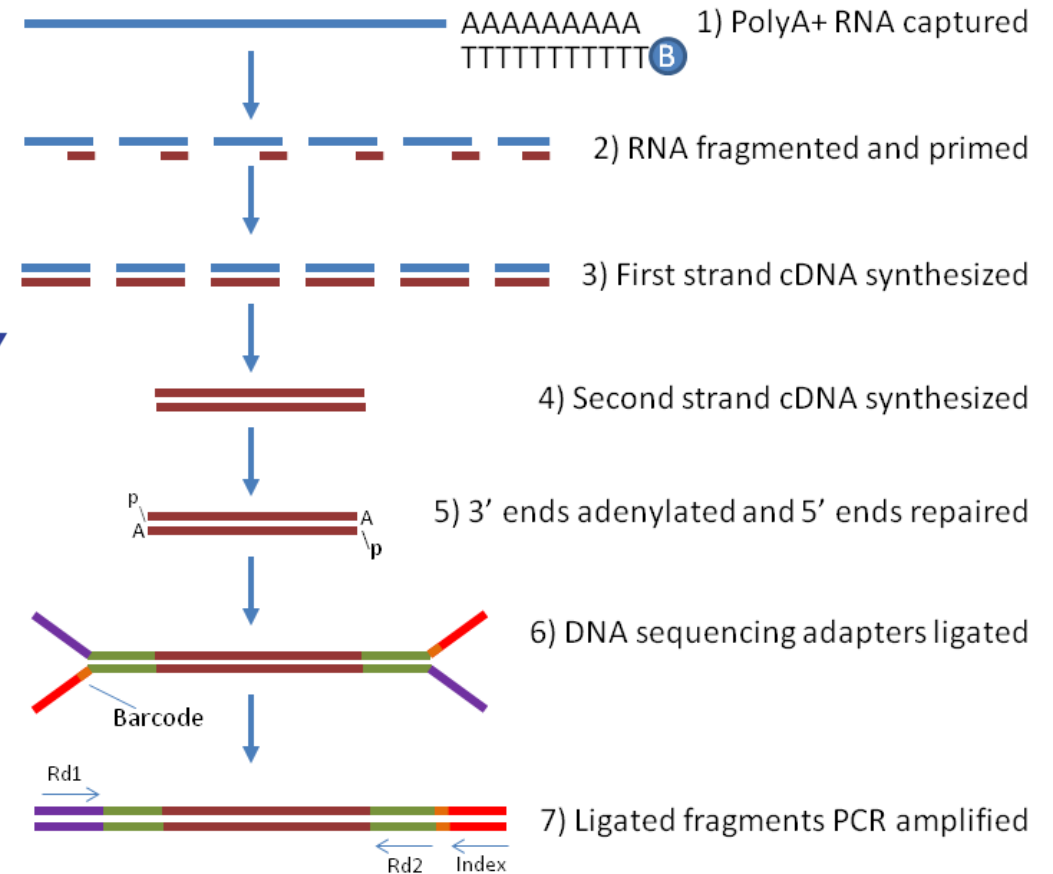 AAAAAAAAA 1) PolyA+ RNA captured
TTTTTTTTTTT B
2) RNA fragmented and primed
3) First strand cDNA synthesized
4) Second strand cDNA synthesized
p
A 5) 3’ ends adenylated and 5’ ends repaired
A
p
6) DNA sequencing adapters ligated
Barcode
Rd1
7) Ligated fragments PCR amplified
Rd2 Index